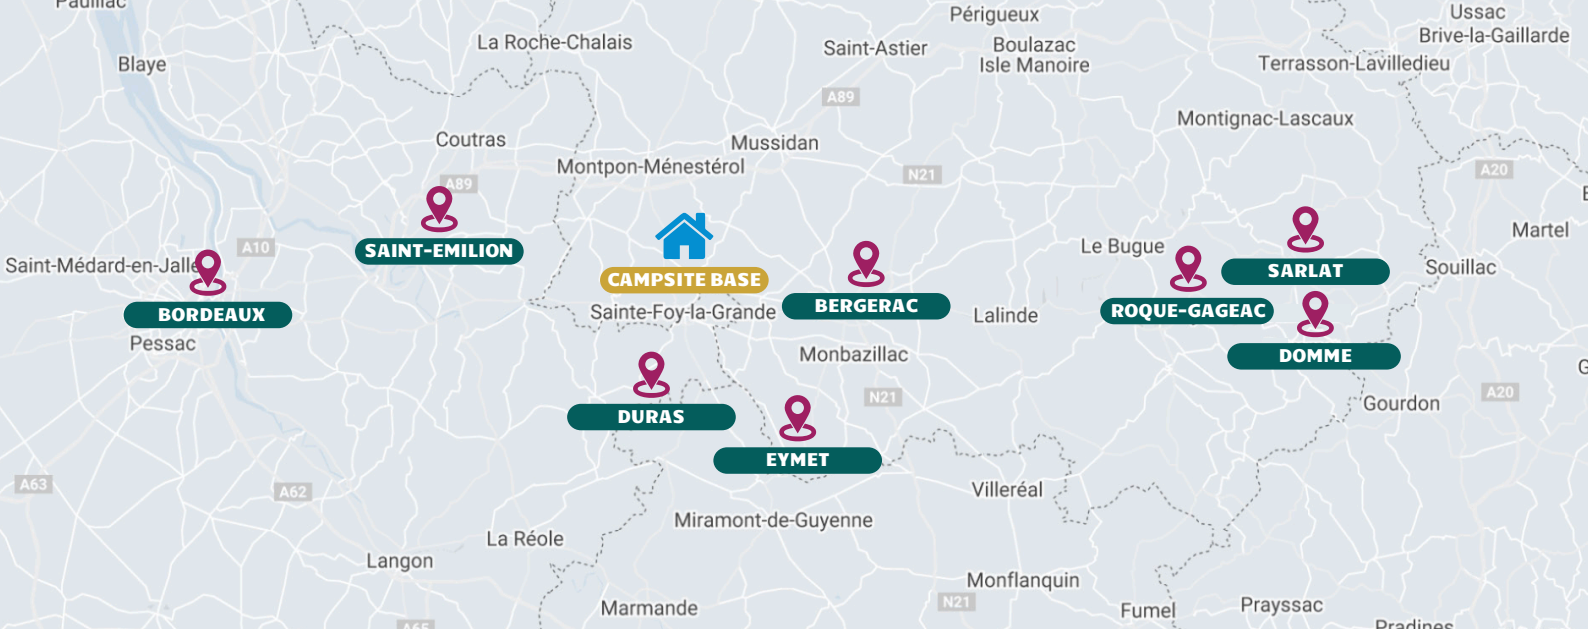 Pauillac
Périgueux
Ussac
Brive-la-Gaillarde
La Roche-Chalais
Saint-Astier
Boulazac
Isle Manoire
Blaye
Terrasson-Lavilledieu
A89
Montignac-Lascaux
Coutras
Mussidan
Montpon-Ménestérol
A89
N21
A20
Martel
A10
SAINT-EMILION
Le Bugue
Saint-Médard-en-Jalle
CAMPSITE BASE
SARLAT
Souillac
BORDEAUX
Sainte-Foy-la-Grande
BERGERAC
Lalinde
ROQUE-GAGEAC
Pessac
Monbazillac
DOMME
N21
A20
Gourdon
DURAS
EYMET
A63
A62
Villeréal
Miramont-de-Guyenne
La Réole
Langon
Monflanquin
Marmande
N21
Fumel
Prayssac
A65
Pradines